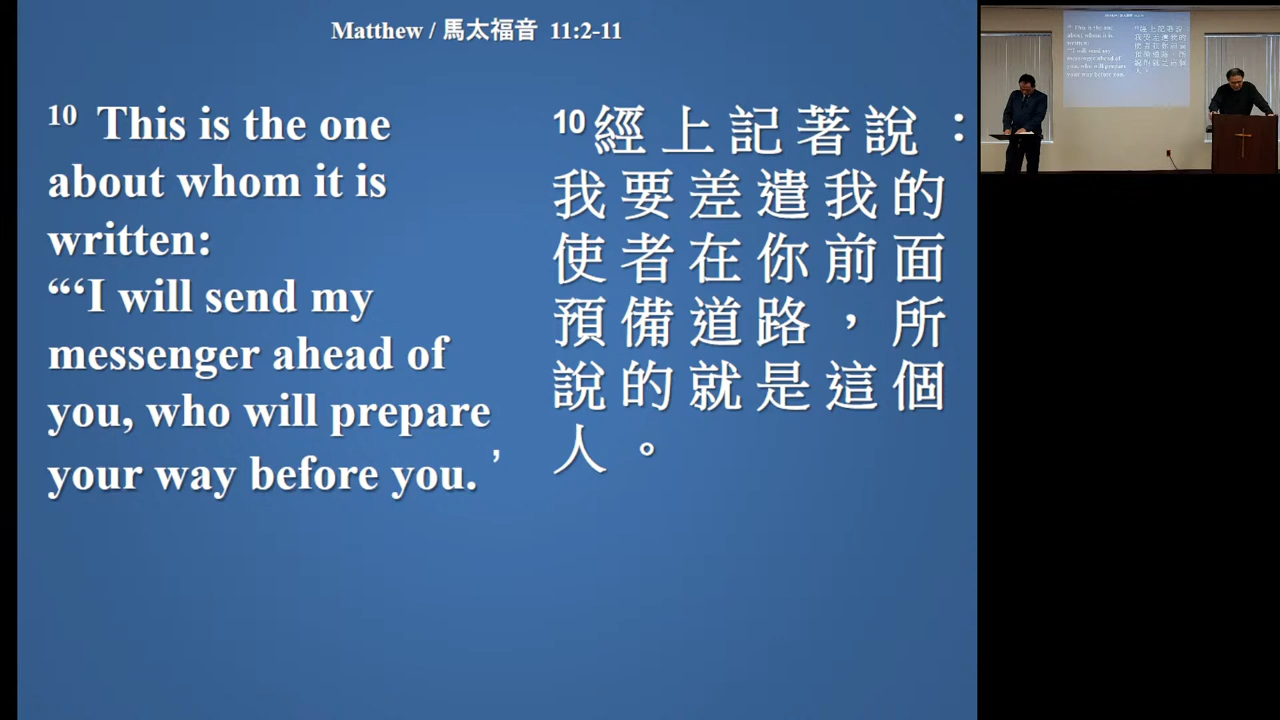 Matthew / 馬太福音 11:2-11
10 This is the one
about whom it is
written:
“‘I will send my
messenger ahead of
you, who will prepare
your way before you.’
10經上記著說：
我要差遣我的
使者在你前面
預備道路，所
說的就是這個
人。